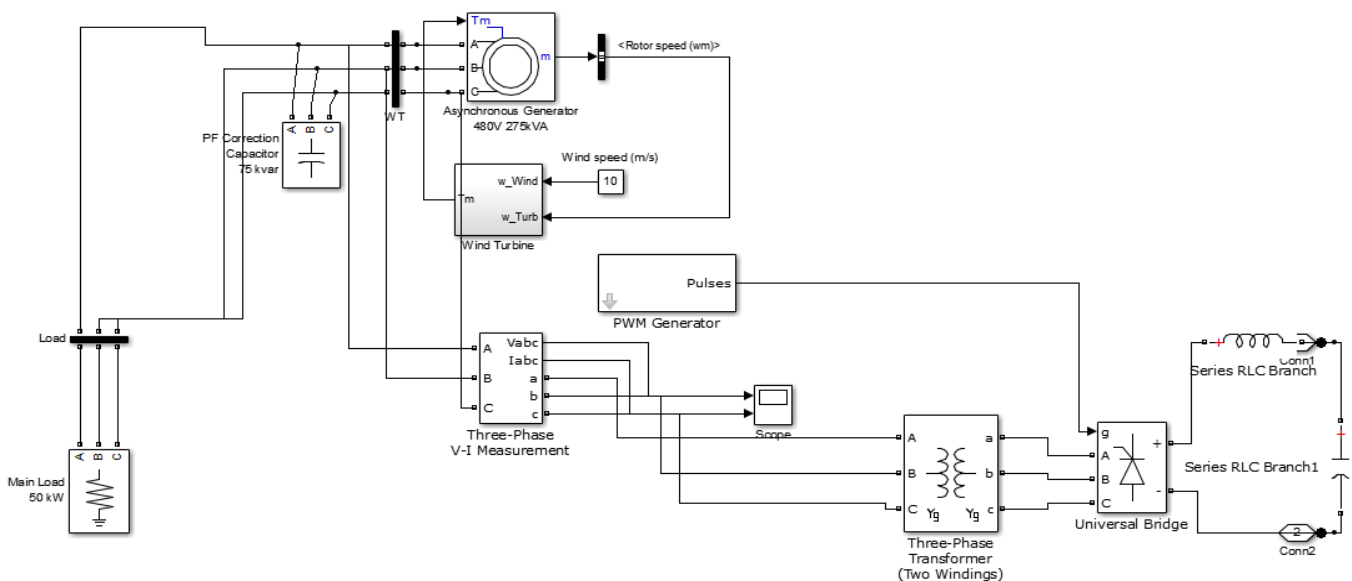 Tm
A
B
C
m
<Rotor speed (wm)>
WT
Asynchronous Generator
480V 275kVA
A B C
PF Correction
Capacitor
75 kvar
Wind speed (m/s)
w_Wind
10
Tm
w_Turb
Wind Turbine
Pulses
PWM Generator
Load
A
B
C
Vabc
Iabc
a
b
c
Three-Phase
V-I Measurement
Scope
A B C
Main Load
50 kW
A
B
C
a
b
c
Yg Yg
Three-Phase
Transformer
(Two Windings)
g
A
B
C
+
-
Universal Bridge
+
Conn1
Series RLC Branch
+
Series RLC Branch1
2
Conn2